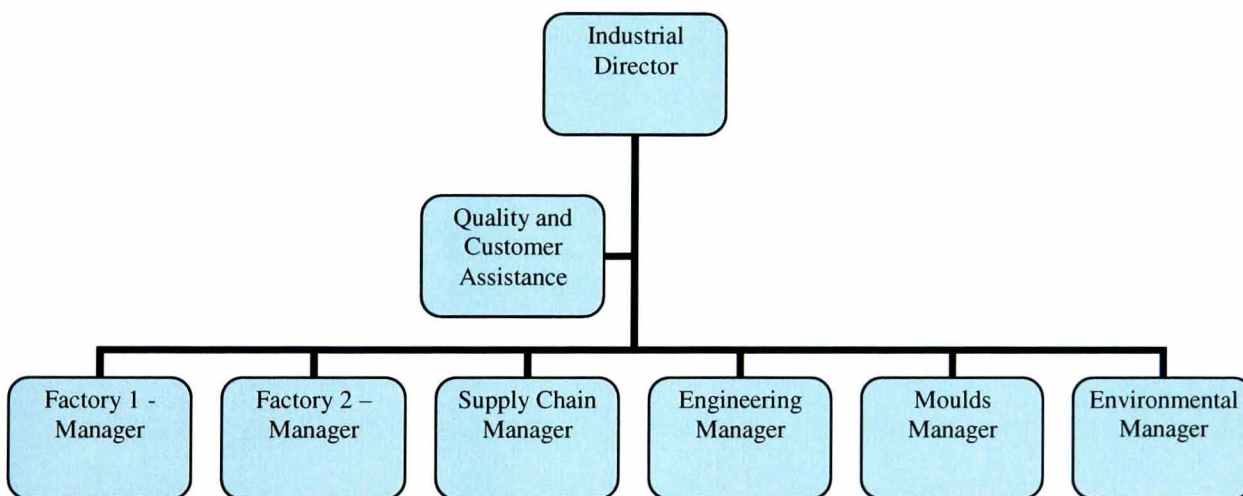 Industrial
Director
Quality and
Customer
Assistance
Factory 1 -
Manager
Factory 2 –
Manager
Supply Chain
Manager
Engineering
Manager
Moulds
Manager
Environmental
Manager